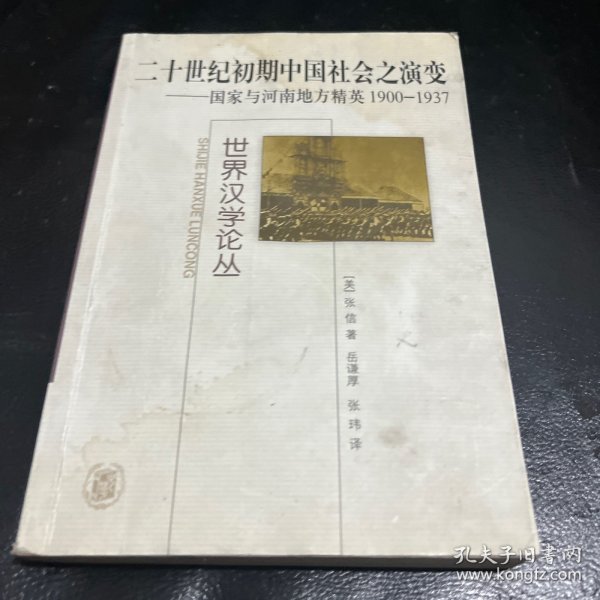 二十世纪初期中国社会之演变
——国家与河南地方精英 1900-1937
世界汉学论丛
SHIJIE HANXUE LUNCONG
［美］张信 著 岳谦厚 张玮 译
孔夫子旧书网
www.kongfz.com